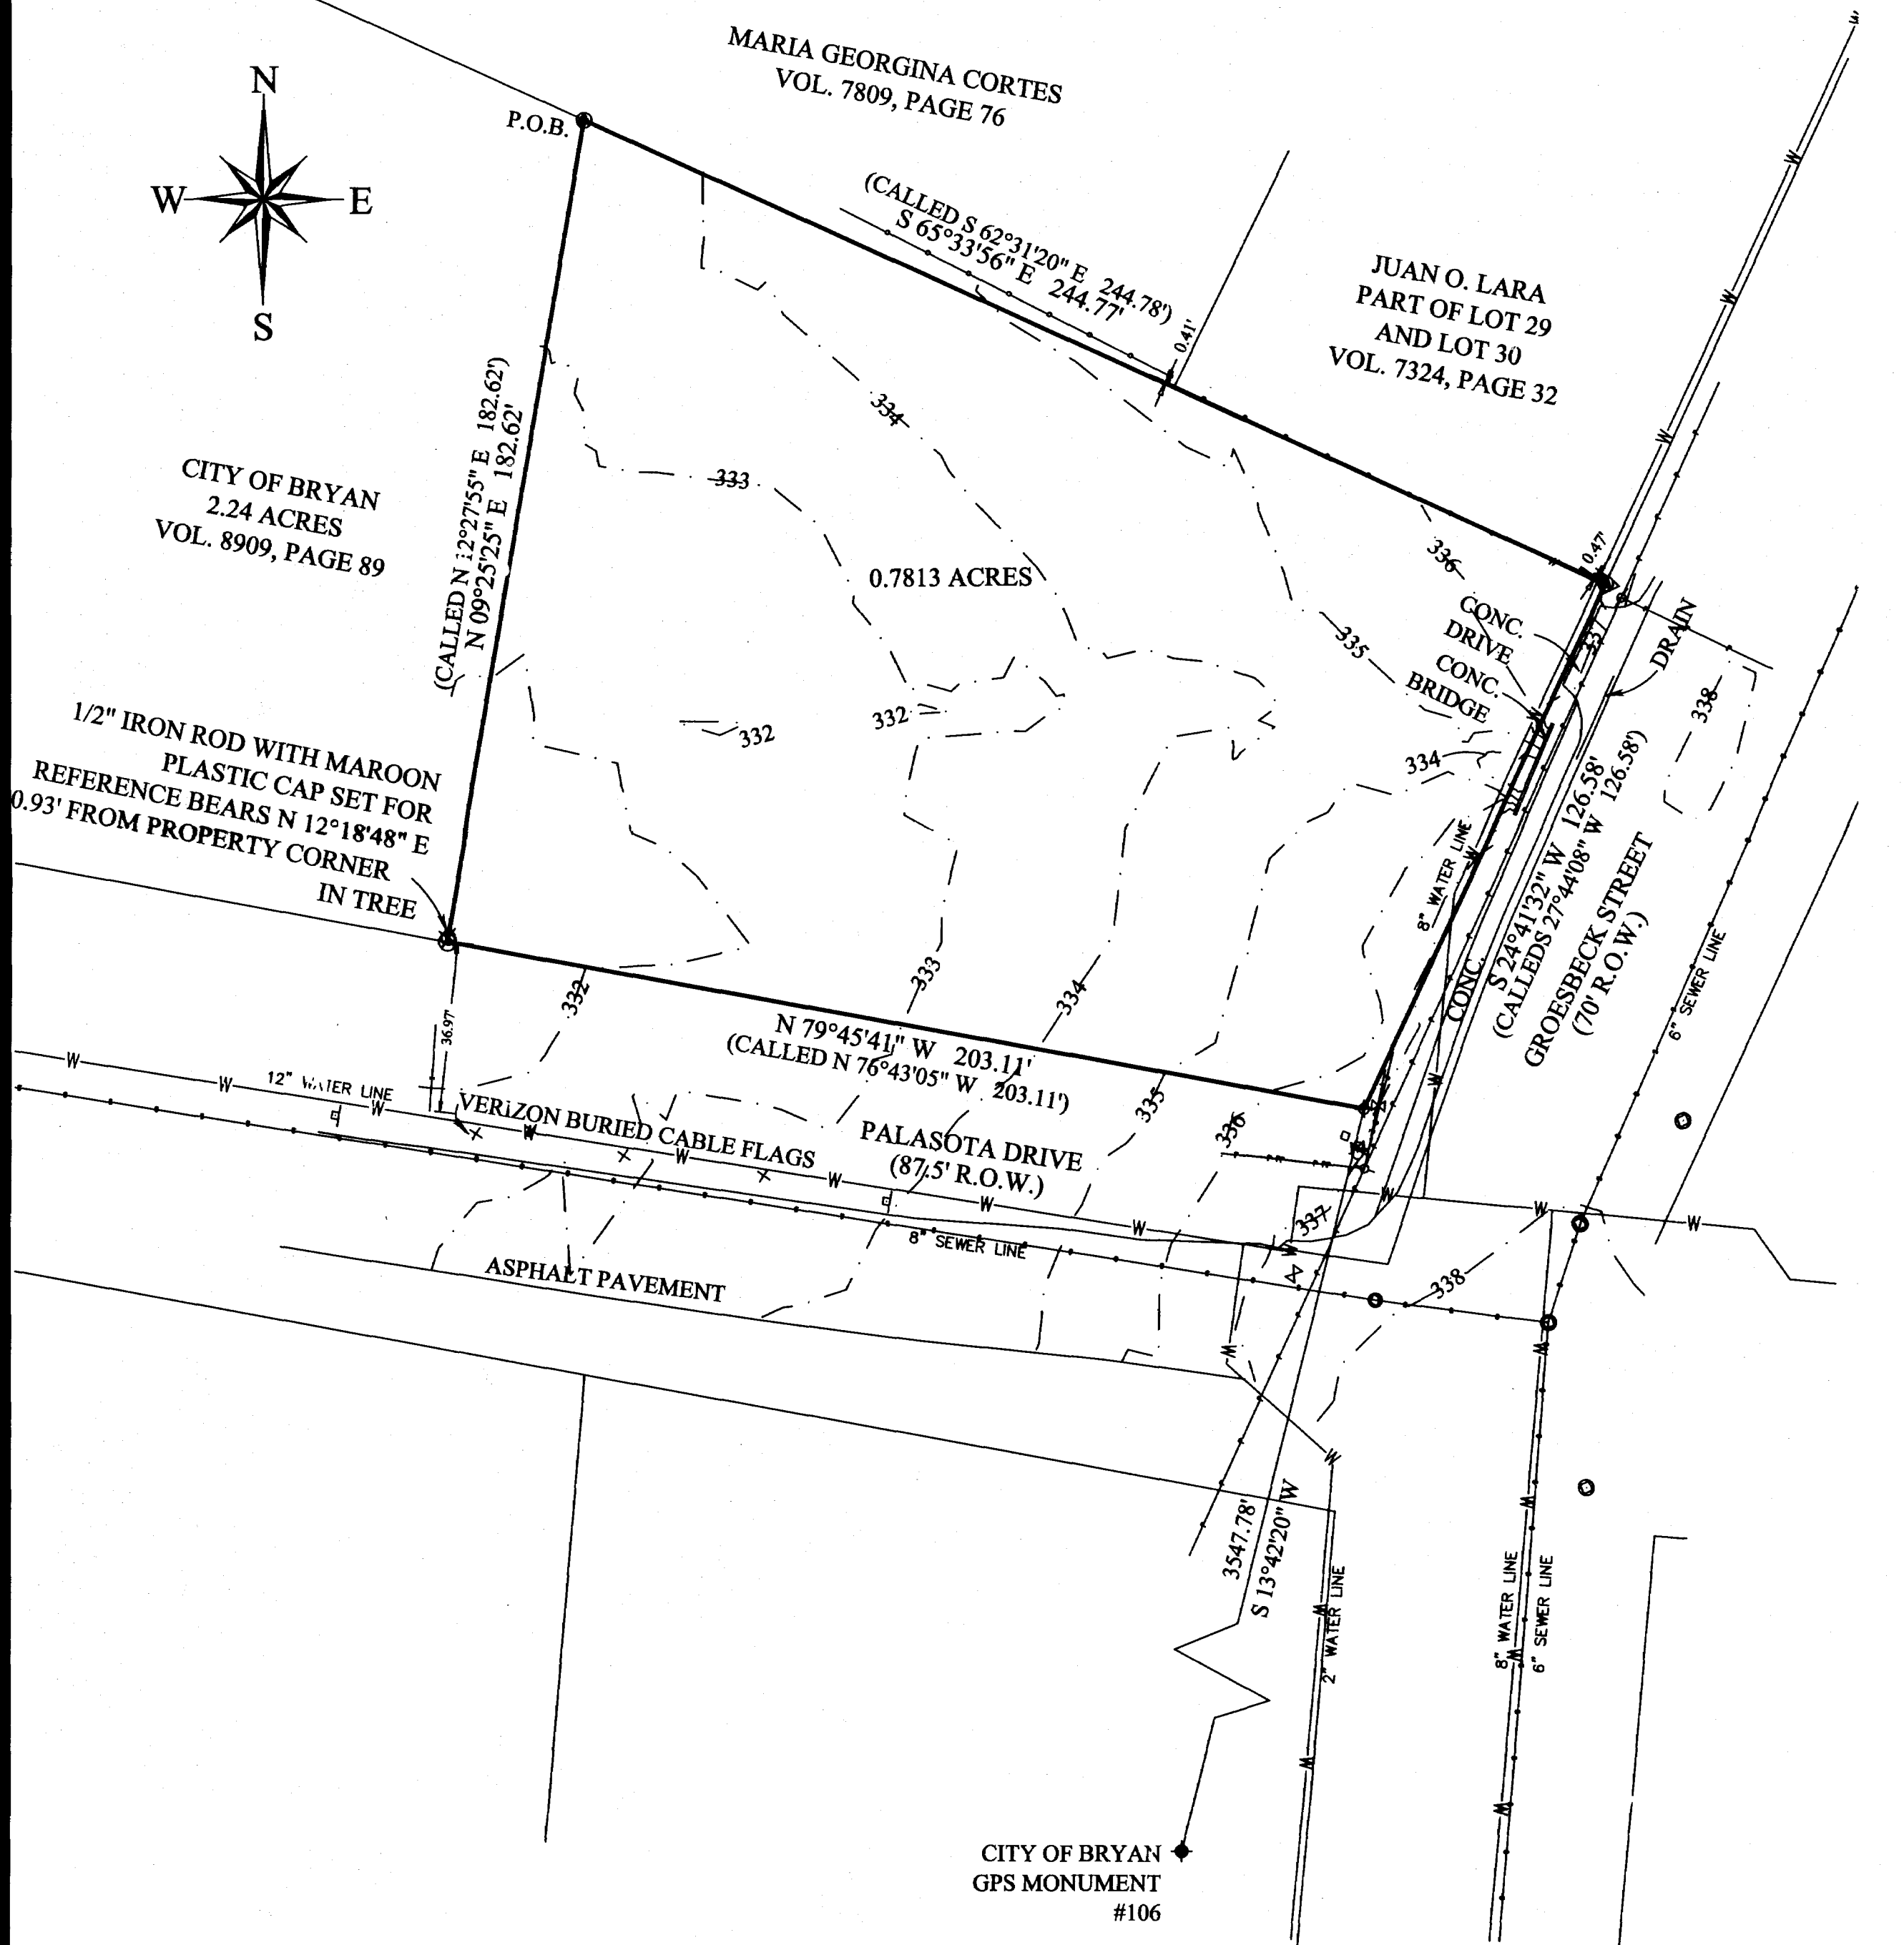 MARIA GEORGINA CORTES
VOL. 7809, PAGE 76
N
W
E
S
P.O.B.
(CALLED S 62°31'20" E 244.78')
S 65°33'56" E 244.77'
0.41'
JUAN O. LARA
PART OF LOT 29
AND LOT 30
VOL. 7324, PAGE 32
W
W
W
W
0.47'
CITY OF BRYAN
2.24 ACRES
VOL. 8909, PAGE 89
(CALLED N 12°27'55" E 182.62')
N 09°25'25" E 182.62'
334
333
0.7813 ACRES
336
335
CONC.
DRIVE
CONC.
BRIDGE
337
DRAIN
338
332
332
334
1/2" IRON ROD WITH MAROON
PLASTIC CAP SET FOR
REFERENCE BEARS N 12°18'48" E
0.93' FROM PROPERTY CORNER
IN TREE
8" WATER LINE
W
W
CONC.
S 24°41'32" W 126.58'
(CALLED S 27°44'08" W 126.58')
GROESBECK STREET
(70' R.O.W.)
6" SEWER LINE
36.97'
332
333
334
335
336
N 79°45'41" W 203.11'
(CALLED N 76°43'05" W 203.11')
W
W
12" WATER LINE
W
VERIZON BURIED CABLE FLAGS
W
W
W
W
W
W
PALASOTA DRIVE
(87.5' R.O.W.)
8" SEWER LINE
337
338
W
W
W
W
W
ASPHALT PAVEMENT
W
W
3547.78'
S 13°42'20" W
2" WATER LINE
W
W
8" WATER LINE
6" SEWER LINE
W
W
W
W
CITY OF BRYAN
GPS MONUMENT
#106